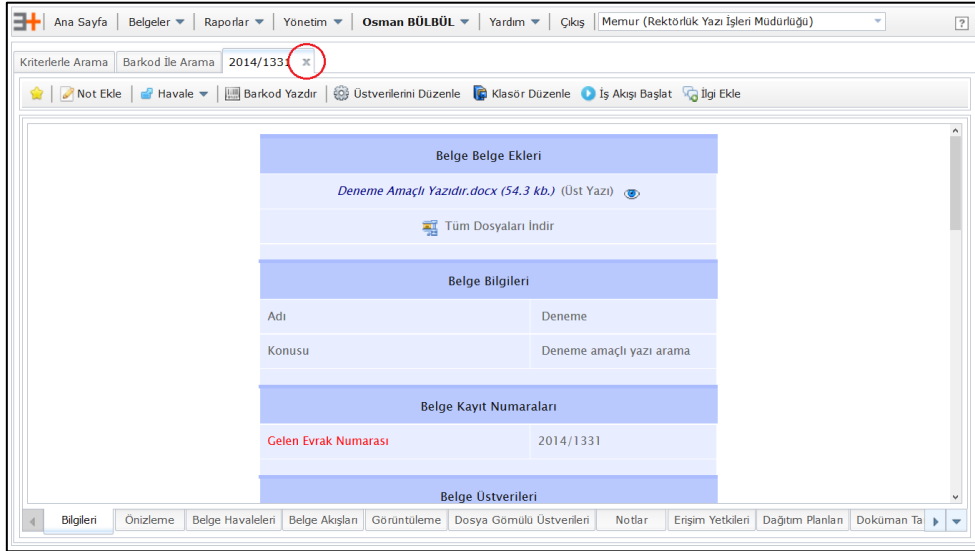 Ana Sayfa Belgeler Raporlar Yönetim Osman BÜLBÜL Yardım Çıkış Memur (Rektörlük Yazı İşleri Müdürlüğü) ?
Kriterlerle Arama Barkod İle Arama 2014/1331 x
Not Ekle Havale Barkod Yazdır Üstverilerini Düzenle Klasör Düzenle İş Akışı Başlat İlgi Ekle
Belge Belge Ekleri
Deneme Amaçlı Yazıdır.docx (54.3 kb.) (Üst Yazı)
Tüm Dosyaları İndir
Belge Bilgileri
Adı Deneme
Konusu Deneme amaçlı yazı arama
Belge Kayıt Numaraları
Gelen Evrak Numarası 2014/1331
Belge Üstverileri
Bilgileri Önizleme Belge Havaleleri Belge Akışları Görüntüleme Dosya Gömülü Üstverileri Notlar Erişim Yetkileri Dağıtım Planları Doküman Ta